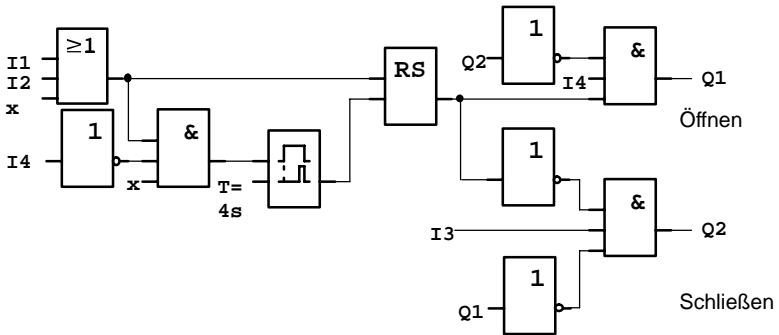 I1
I2
x
≥1
I4
1
x
&
T=
4s
RS
Q2
1
I4
&
Q1
Öffnen
1
I3
Q1
1
&
Q2
Schließen